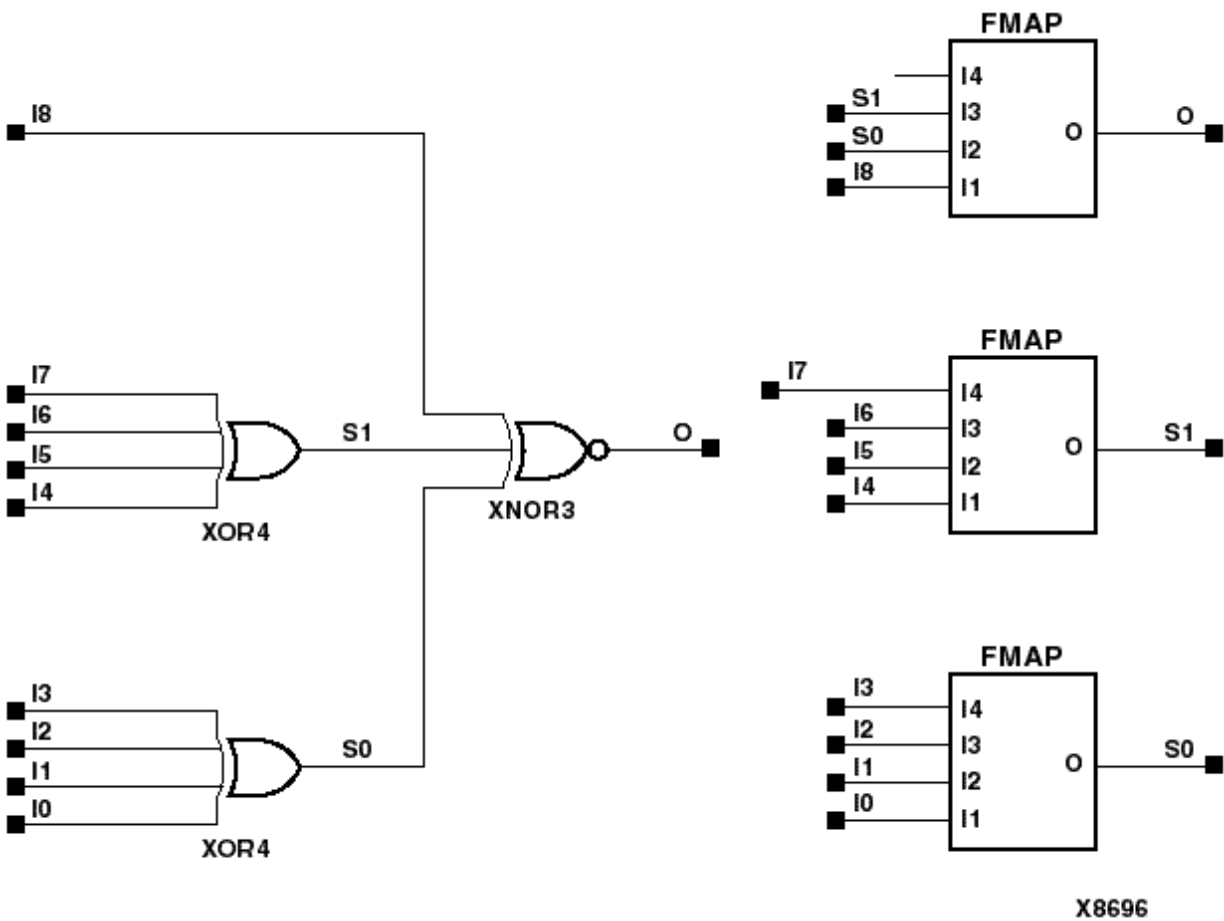 I8
I7
I6
I5
I4
S1
XOR4
XNOR3
O
I3
I2
I1
I0
S0
XOR4
FMAP
I4
S1 I3
S0 I2
I8 I1
O O
FMAP
I7 I4
I6 I3
I5 I2
I4 I1
O S1
FMAP
I3 I4
I2 I3
I1 I2
I0 I1
O S0
X8696